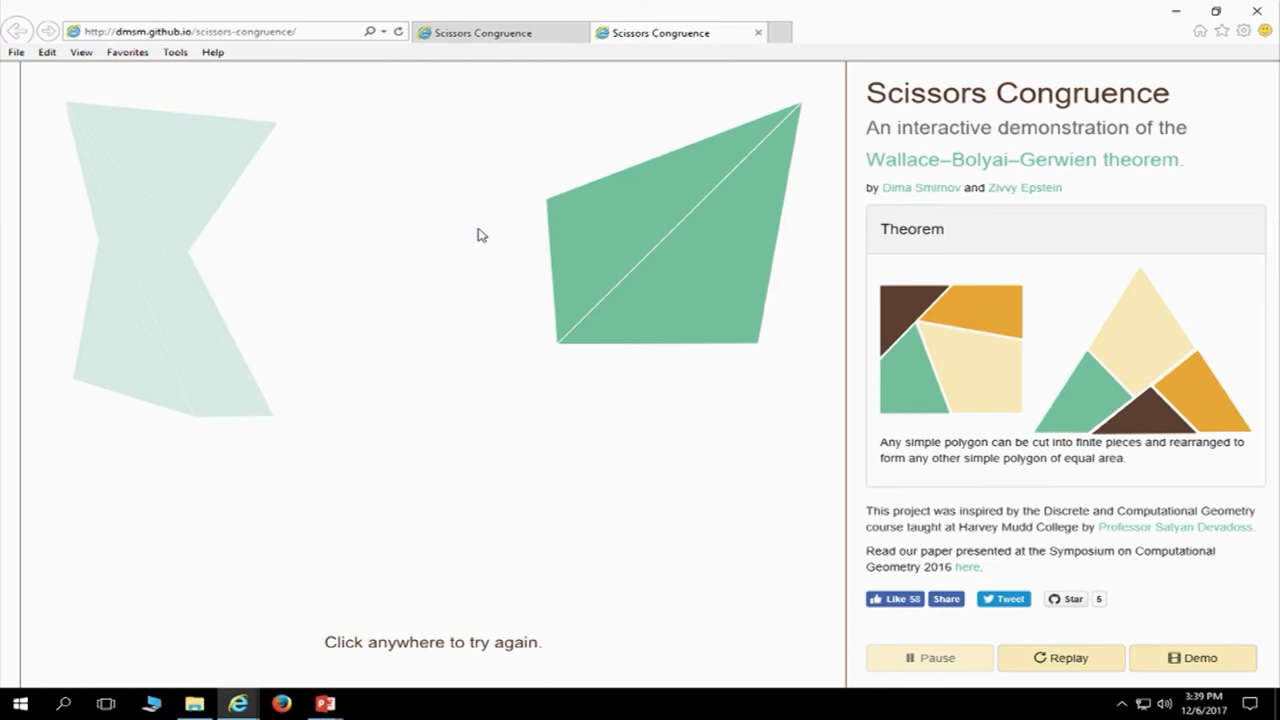 http://dmsm.github.io/scissors-congruence/
Scissors Congruence
Scissors Congruence
File Edit View Favorites Tools Help
Scissors Congruence
An interactive demonstration of the
Wallace–Bolyai–Gerwien theorem.
by Dima Smirnov and Zivvy Epstein
Theorem
Any simple polygon can be cut into finite pieces and rearranged to
form any other simple polygon of equal area.
This project was inspired by the Discrete and Computational Geometry
course taught at Harvey Mudd College by Professor Satyan Devadoss.
Read our paper presented at the Symposium on Computational
Geometry 2016 here.
Like 58 Share Tweet Star 5
Click anywhere to try again.
Pause Replay Demo
3:39 PM
12/6/2017